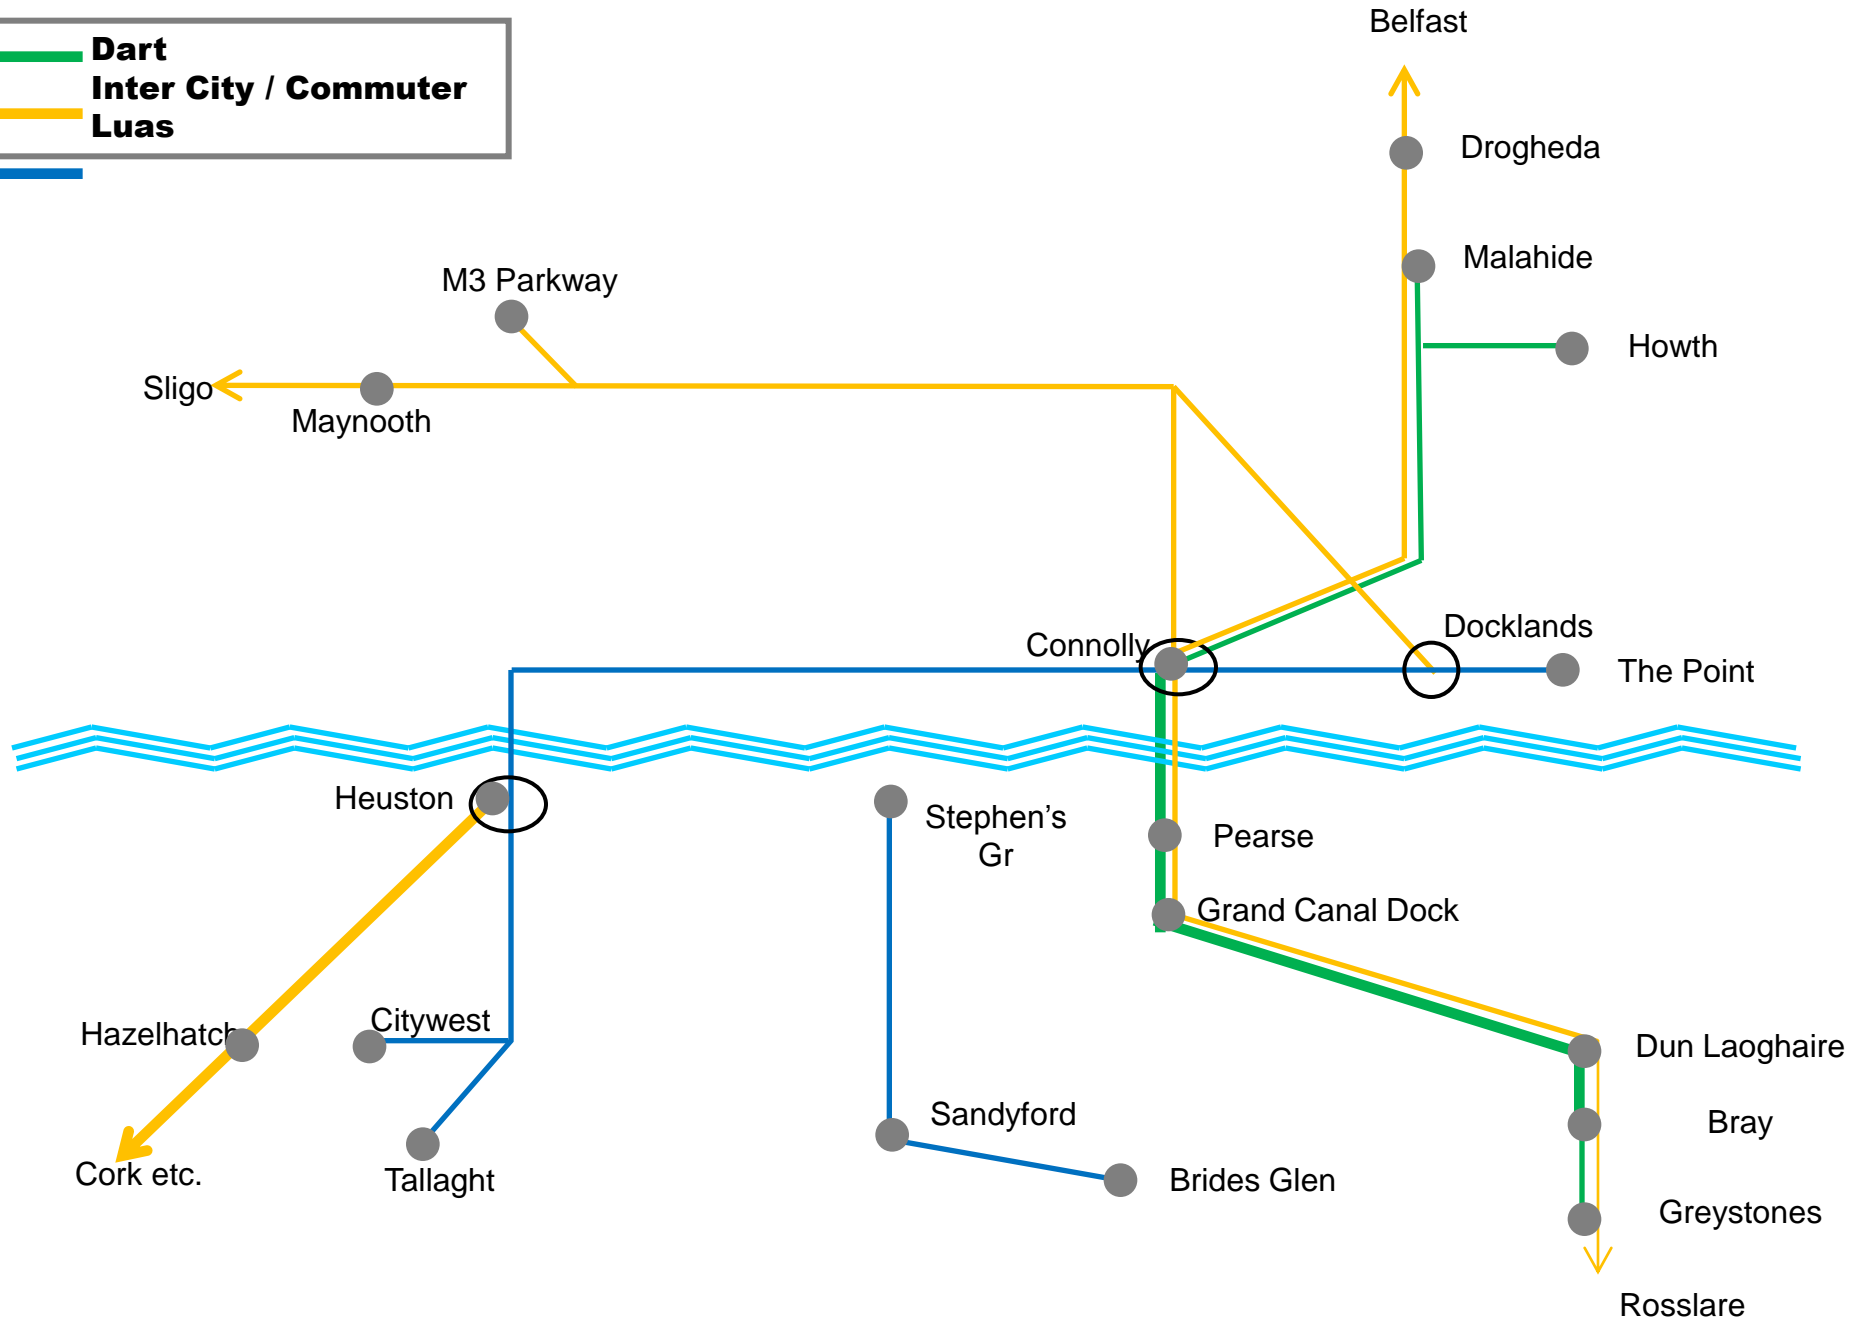 Dart
Inter City / Commuter
Luas
Belfast
Drogheda
Malahide
M3 Parkway
Howth
Sligo
Maynooth
Docklands
Connolly
The Point
Heuston
Stephen's
Gr
Pearse
Grand Canal Dock
Citywest
Hazelhatch
Dun Laoghaire
Sandyford
Bray
Cork etc.
Tallaght
Brides Glen
Greystones
Rosslare